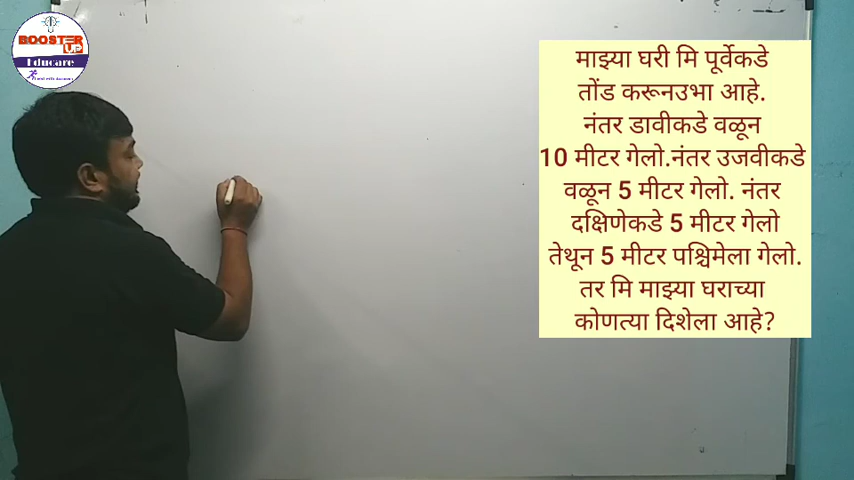 BOOSTER
UP
Educare
माझ्या घरी मि पूर्वेकडे
तोंड करूनउभा आहे.
नंतर डावीकडे वळून
10 मीटर गेलो.नंतर उजवीकडे
वळून 5 मीटर गेलो. नंतर
दक्षिणेकडे 5 मीटर गेलो
तेथून 5 मीटर पश्चिमेला गेलो.
तर मि माझ्या घराच्या
कोणत्या दिशेला आहे?